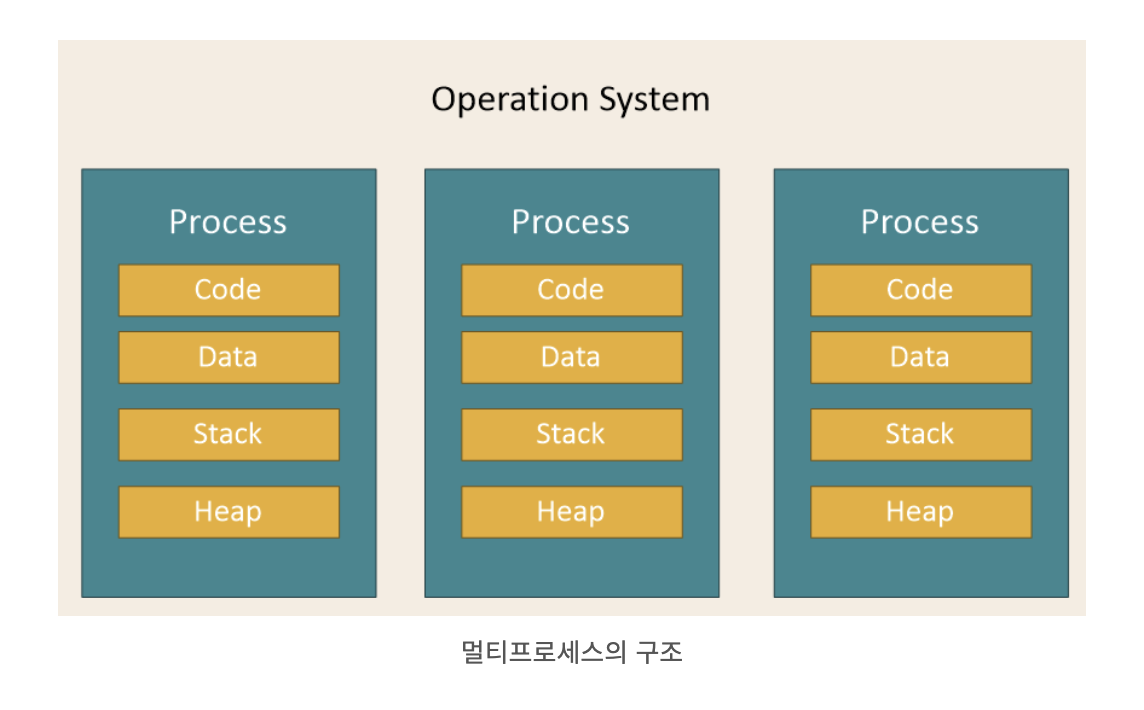 Operation System
Process
Code
Data
Stack
Heap
Process
Code
Data
Stack
Heap
Process
Code
Data
Stack
Heap
멀티프로세스의 구조